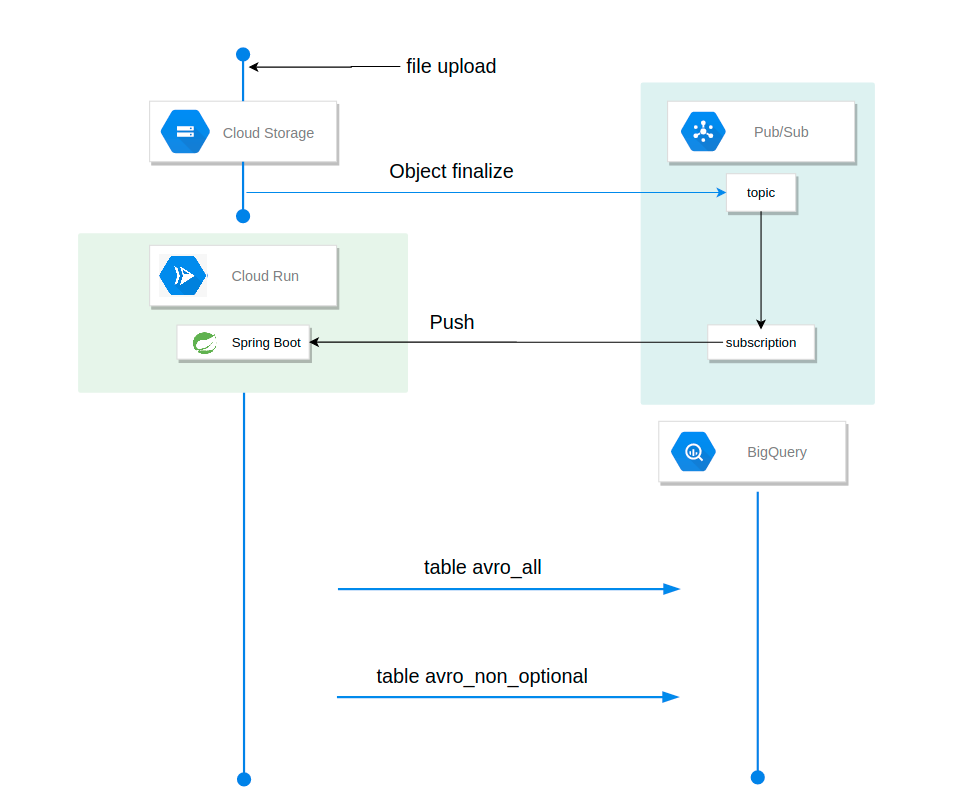 file upload
Cloud Storage
Pub/Sub
Object finalize
topic
Cloud Run
Push
Spring Boot
subscription
BigQuery
table avro_all
table avro_non_optional